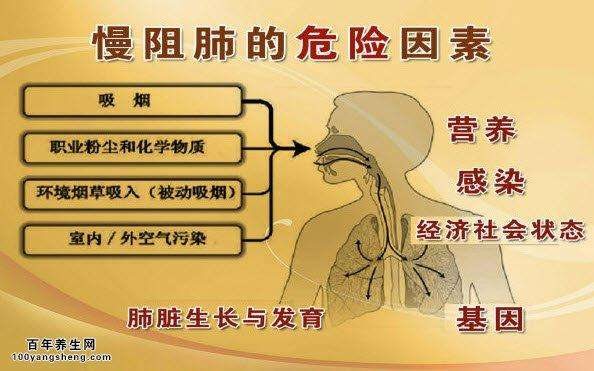 慢阻肺的危险因素
吸 烟
职业粉尘和化学物质
环境烟草吸入（被动吸烟）
室内/外空气污染
营养
感染
经济社会状态
肺脏生长与发育
基因
百年养生网
100yangsheng.com